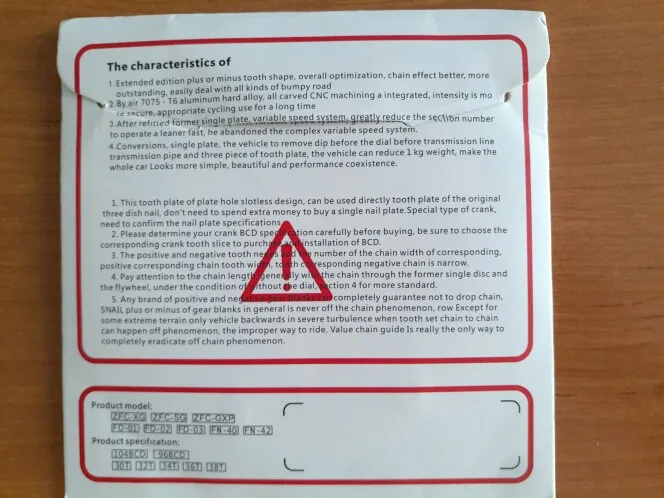 The characteristics of
1.Extended edition plus or minus tooth shape, overall optimization, chain effect better, more
outstanding, easily deal with all kinds of bumpy road
2.By air 7075 - T6 aluminum hard alloy, all carved CNC machining a integrated, intensity is mo
re secure, appropriate cycling use for a long time
3.After refitted former single plate, variable speed system, greatly reduce the section number
to operate a leaner fast, he abandoned the complex variable speed system.
4.Conversions, single plate, the vehicle to remove dip before the dial before transmission line
transmission pipe and three piece of tooth plate, the vehicle can reduce 1 kg weight, make the
whole car Looks more simple, beautiful and performance coexistence.
1. This tooth plate of plate hole slotless design, can be used directly tooth plate of the original
three dish nail, don't need to spend extra money to buy a single nail plate.Special type of crank,
need to confirm the nail plate specifications
2. Please determine your crank BCD specification carefully before buying, be sure to choose the
corresponding crank tooth slice to purchase and installation of BCD.
3. The positive and negative tooth needs number of the chain width of corresponding,
positive corresponding chain tooth width, tooth corresponding negative chain is narrow.
4. Pay attention to the chain length, generally with the chain through the former single disc and
the flywheel, under the condition of without the dial, section 4 for more standard.
5. Any brand of positive and negative gear blanks can completely guarantee not to drop chain,
SNAIL plus or minus of gear blanks in general is never off the chain phenomenon, row Except for
some extreme terrain only vehicle backwards in severe turbulence when tooth set chain to chain
can happen off phenomenon, the improper way to ride. Value chain guide Is really the only way to
completely eradicate off chain phenomenon.
Product model:
ZFC-XG ZFC-SG ZFC-GXP
FD-01 FD-02 FD-03 FN-40 FN-42
Product specification:
104BCD 96BCD
30T 32T 34T 36T 38T